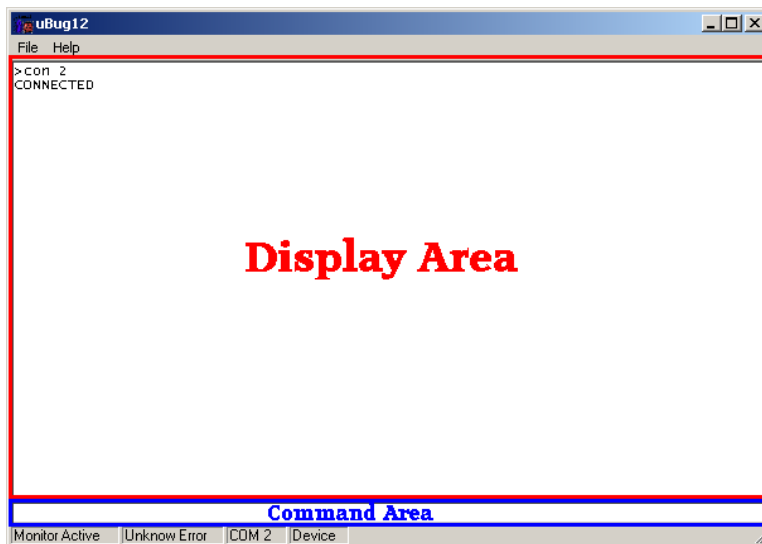 uBug12
File Help
>con 2
CONNECTED
Display Area
Command Area
Monitor Active Unknow Error COM 2 Device